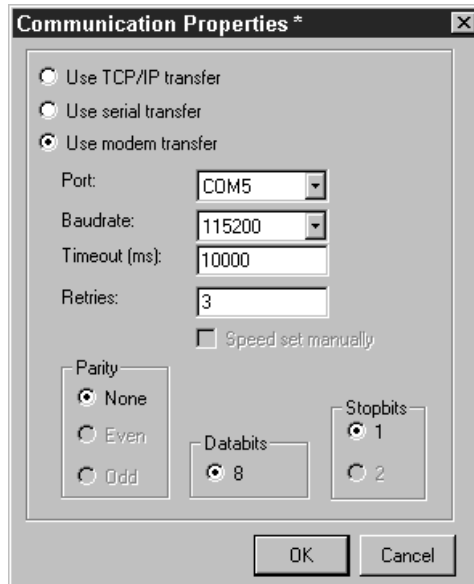 Communication Properties *
Use TCP/IP transfer
Use serial transfer
Use modem transfer
Port: COM5
Baudrate: 115200
Timeout (ms): 10000
Retries: 3
Speed set manually
Parity
None
Even
Odd
Databits
8
Stopbits
1
2
OK Cancel